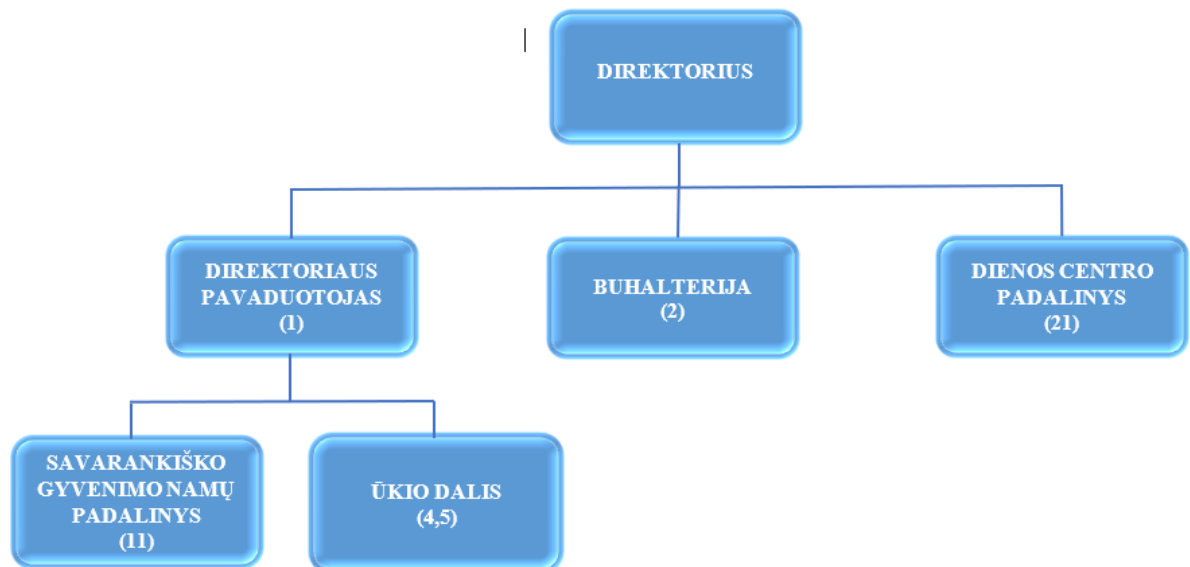 DIREKTORIUS
DIREKTORIAUS
PAVADUOTOJAS
(1)
BUHALTERIJA
(2)
DIENOS CENTRO
PADALINYS
(21)
SAVARANKIŠKO
GYVENIMO NAMŲ
PADALINYS
(11)
ŪKIO DALIS
(4,5)